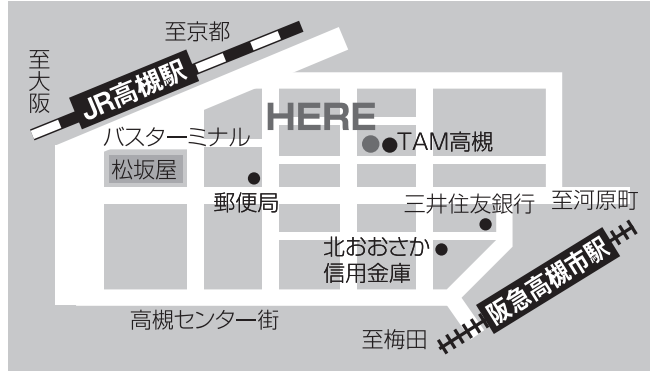 至京都
至大阪
JR高槻駅
HERE
バスターミナル
TAM高槻
松坂屋
郵便局
三井住友銀行
至河原町
北おおさか
信用金庫
阪急高槻市駅
高槻センター街
至梅田